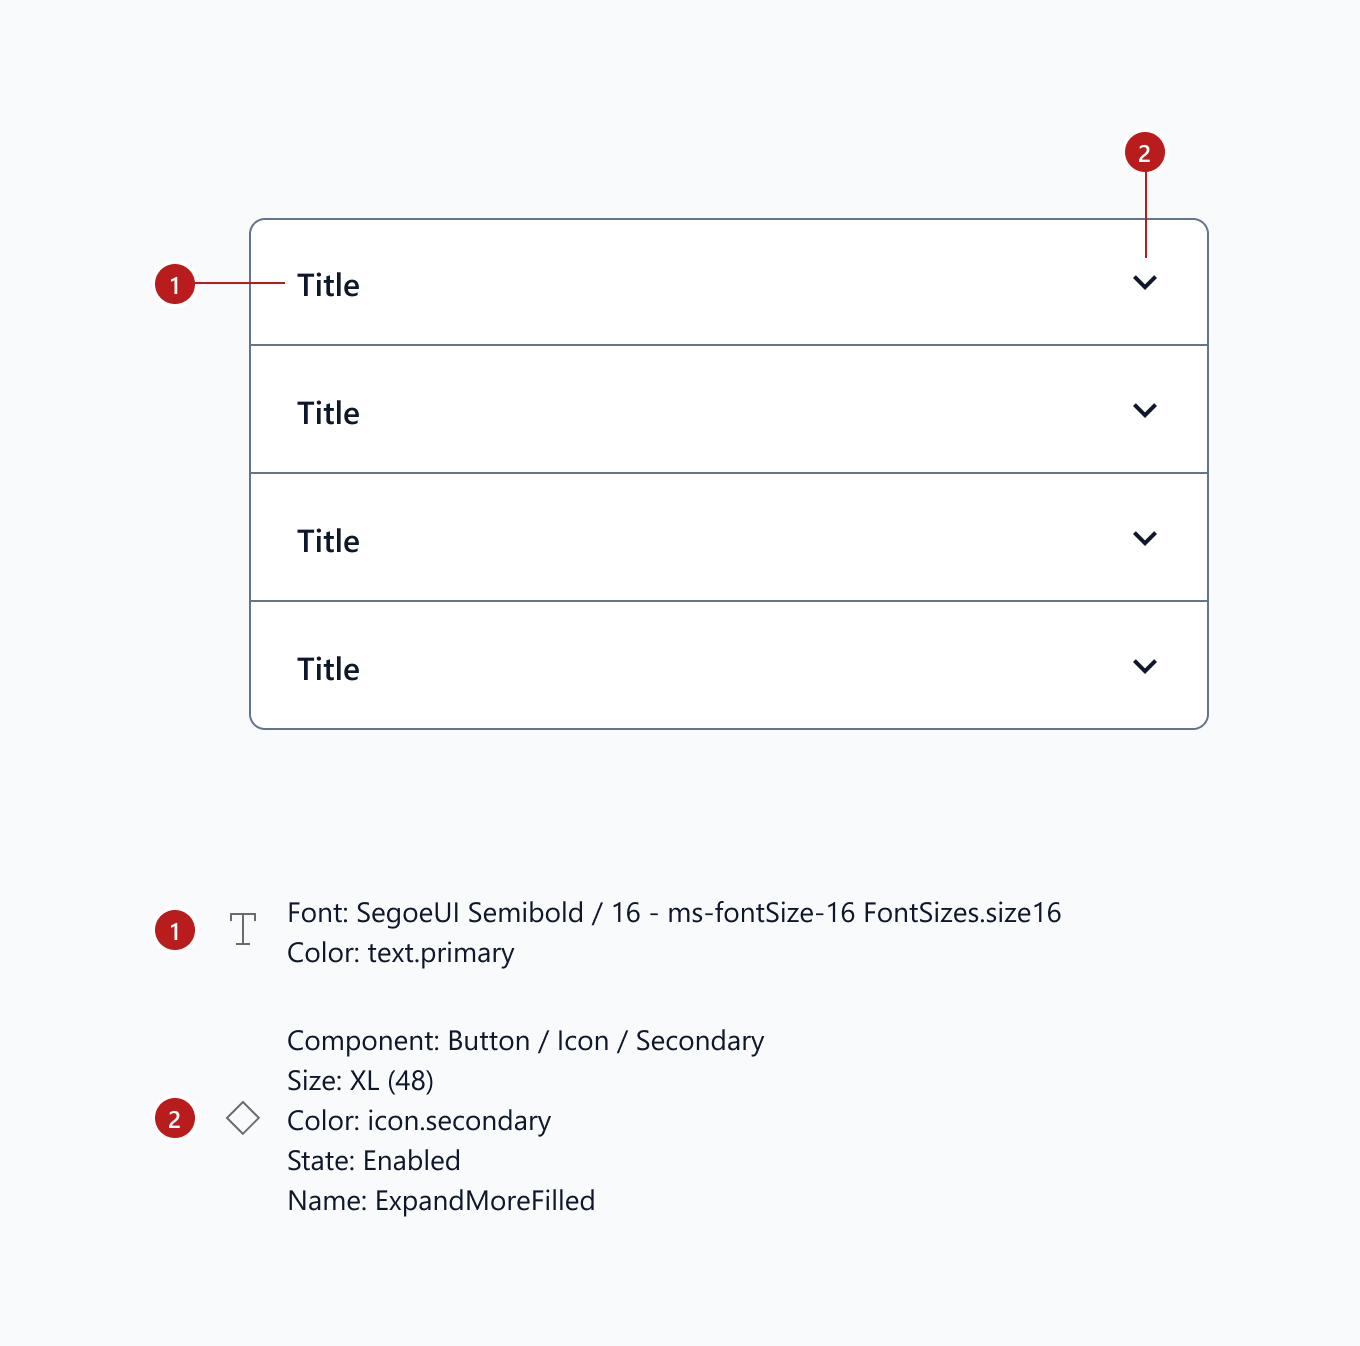 2
1
Title
Title
Title
Title
1
Font: SegoeUI Semibold / 16 - ms-fontSize-16 FontSizes.size16
Color: text.primary
Component: Button / Icon / Secondary
Size: XL (48)
2
Color: icon.secondary
State: Enabled
Name: ExpandMoreFilled